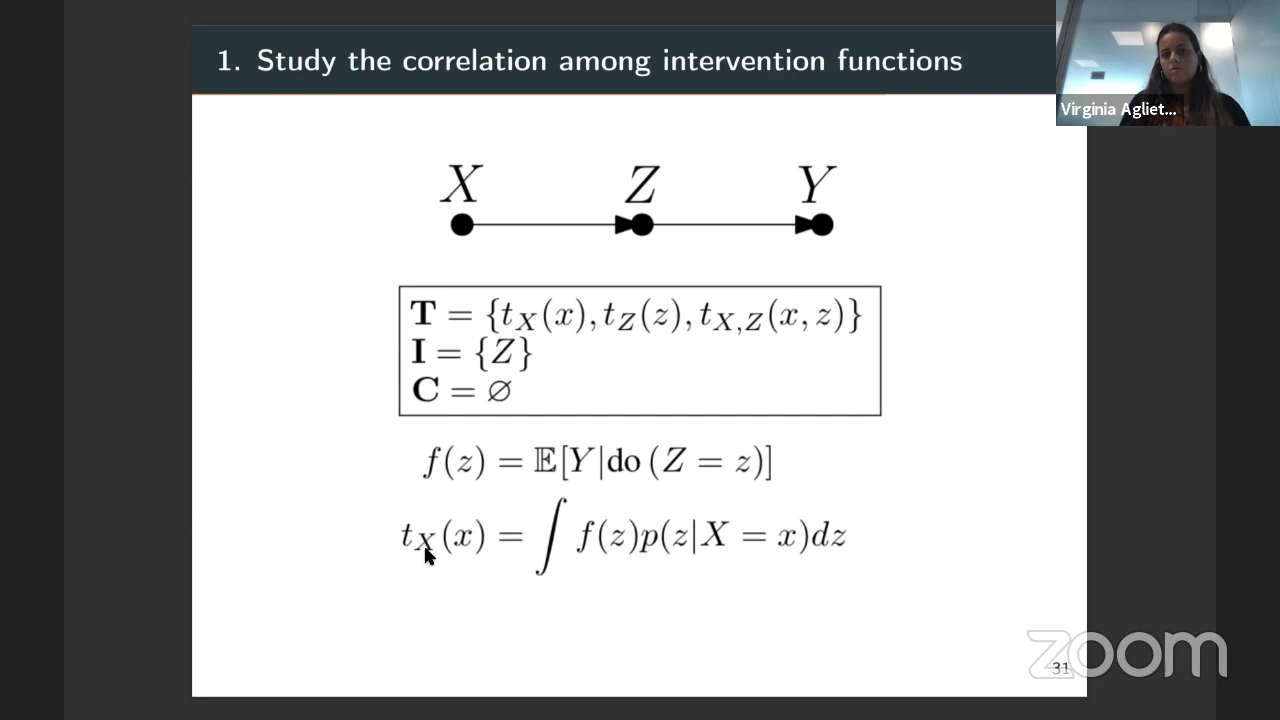 1. Study the correlation among intervention functions
Virginia Agliet...
X Z Y
T = {t_X(x), t_Z(z), t_{X,Z}(x, z)}
I = {Z}
C = ∅
f(z) = 𝔼[Y|do (Z = z)]
t_X(x) = ∫ f(z)p(z|X = x)dz
zoom
31